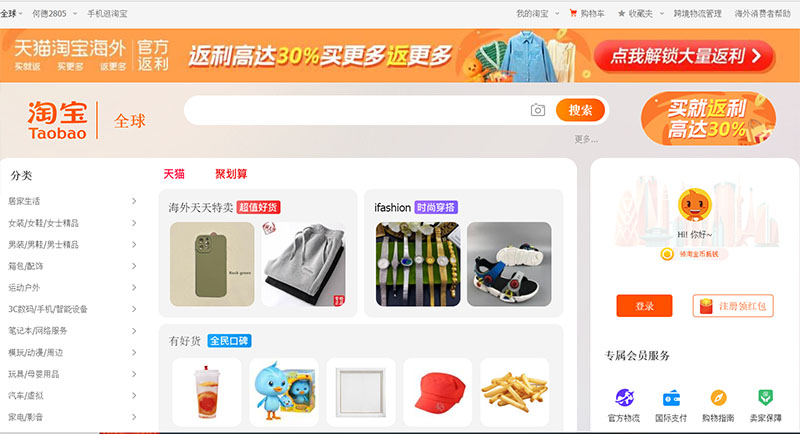 全球 何德2805 手机逛淘宝 我的淘宝 购物车 收藏夹 跨境物流管理 海外消费者帮助
天猫淘宝海外 官方返利
买就返 买更多 返更多
返利高达30%买更多返更多
点我解锁大量返利
淘宝
Taobao
全球
搜索
更多...
买就返利
高达30%
分类
居家生活
女装/女鞋/女士精品
男装/男鞋/男士精品
箱包/配饰
运动户外
3C数码/手机/智能设备
笔记本/网络服务
模玩/动漫/周边
玩具/母婴用品
汽车/虚拟
家电/影音
天猫 聚划算
海外天天特卖 超值好货
Rock green
ifashion 时尚穿搭
有好货 全民口碑
Hi! 你好~
领淘金币抵钱
登录 注册领红包
专属会员服务
官方物流 国际支付 购物指南 卖家保障